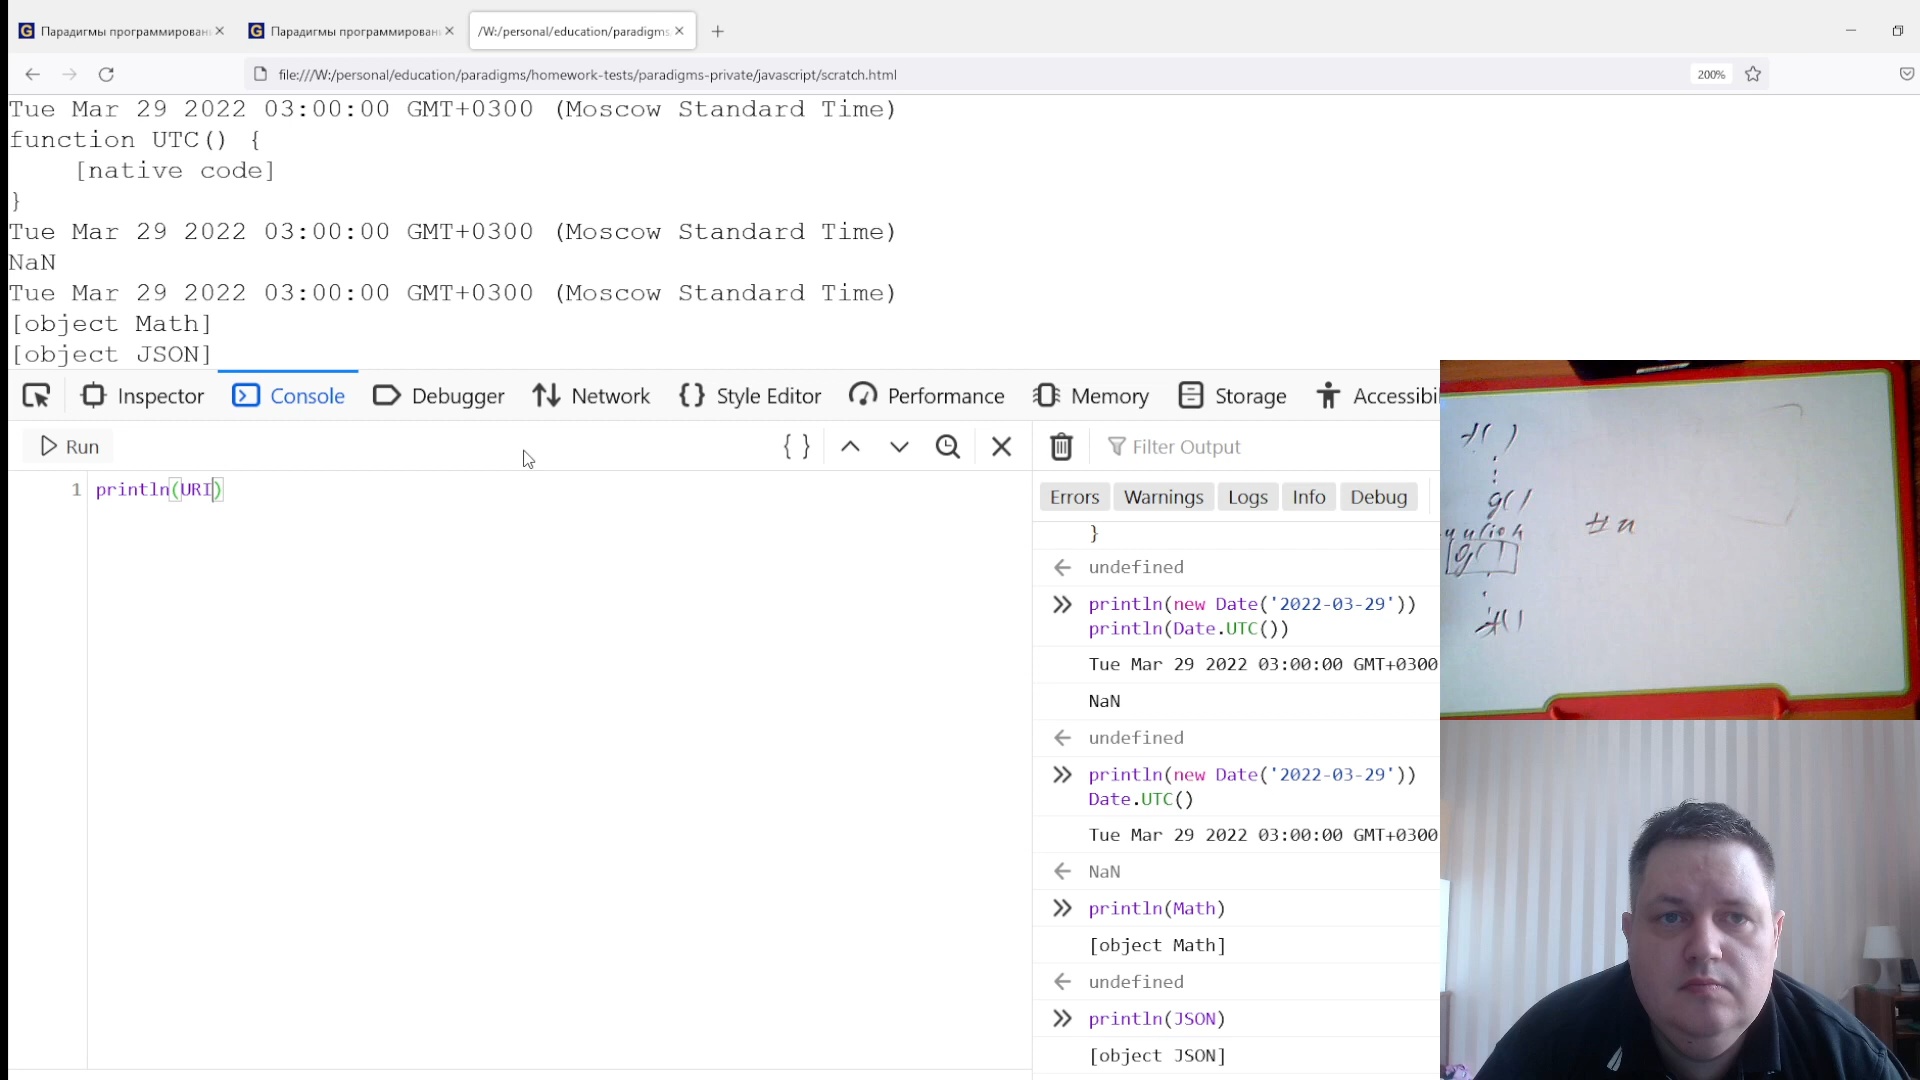 Парадигмы программирован
Парадигмы программирован
/W:/personal/education/paradigms
file:///W:/personal/education/paradigms/homework-tests/paradigms-private/javascript/scratch.html
200%
Tue Mar 29 2022 03:00:00 GMT+0300 (Moscow Standard Time)
function UTC() {
[native code]
}
Tue Mar 29 2022 03:00:00 GMT+0300 (Moscow Standard Time)
NaN
Tue Mar 29 2022 03:00:00 GMT+0300 (Moscow Standard Time)
[object Math]
[object JSON]
Inspector Console Debugger Network Style Editor Performance Memory Storage Accessibi
Run
Filter Output
1 println(URI)
Errors Warnings Logs Info Debug
}
undefined
println(new Date('2022-03-29'))
println(Date.UTC())
Tue Mar 29 2022 03:00:00 GMT+0300
NaN
undefined
println(new Date('2022-03-29'))
Date.UTC()
Tue Mar 29 2022 03:00:00 GMT+0300
NaN
println(Math)
[object Math]
undefined
println(JSON)
[object JSON]
f()
g()
g()
f()